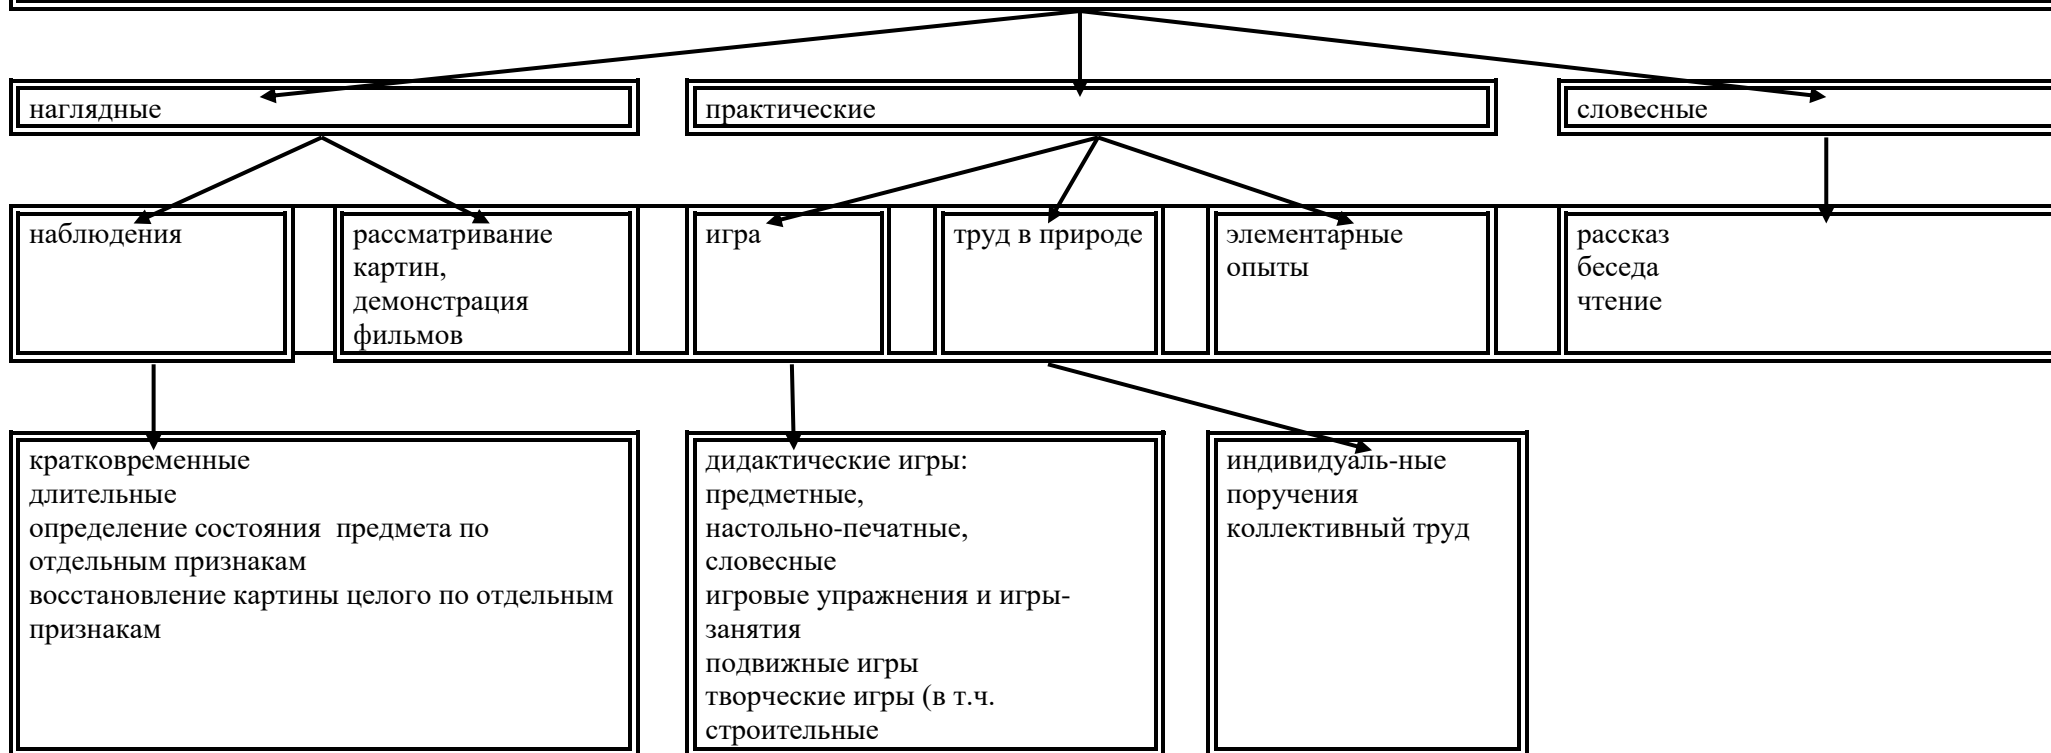 наглядные
практические
словесные
наблюдения
рассматривание
картин,
демонстрация
фильмов
игра
труд в природе
элементарные
опыты
рассказ
беседа
чтение
кратковременные
длительные
определение состояния  предмета по
отдельным признакам
восстановление картины целого по отдельным
признакам
дидактические игры:
предметные,
настольно-печатные,
словесные
игровые упражнения и игры-
занятия
подвижные игры
творческие игры (в т.ч.
строительные
индивидуаль-ные
поручения
коллективный труд